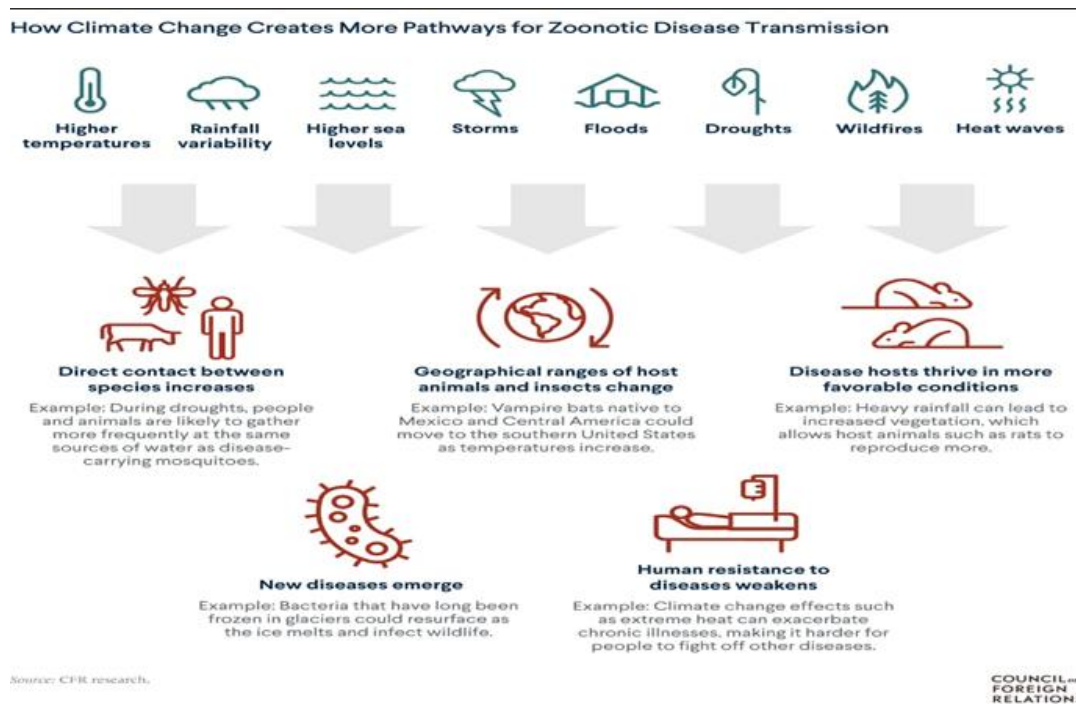 How Climate Change Creates More Pathways for Zoonotic Disease Transmission
Higher
temperatures
Rainfall
variability
Higher sea
levels
Storms
Floods
Droughts
Wildfires
Heat waves
Direct contact between
species increases
Example: During droughts, people
and animals are likely to gather
more frequently at the same
sources of water as disease-
carrying mosquitoes.
Geographical ranges of host
animals and insects change
Example: Vampire bats native to
Mexico and Central America could
move to the southern United States
as temperatures increase.
Disease hosts thrive in more
favorable conditions
Example: Heavy rainfall can lead to
increased vegetation, which
allows host animals such as rats to
reproduce more.
New diseases emerge
Example: Bacteria that have long been
frozen in glaciers could resurface as
the ice melts and infect wildlife.
Human resistance to
diseases weakens
Example: Climate change effects such
as extreme heat can exacerbate
chronic illnesses, making it harder for
people to fight off other diseases.
Source: CFR research.
COUNCIL on
FOREIGN
RELATION